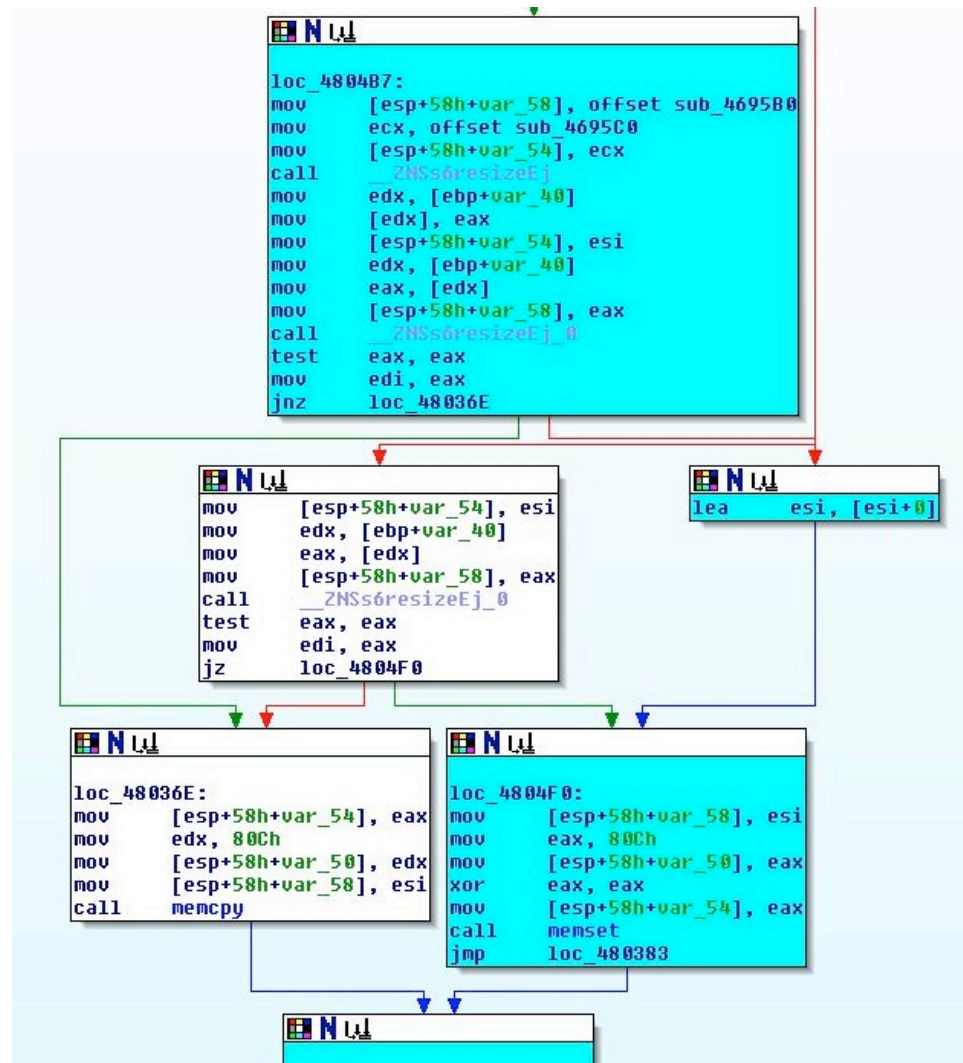 N
loc_4804B7:
mov [esp+58h+var_58], offset sub_4695B0
mov ecx, offset sub_4695C0
mov [esp+58h+var_54], ecx
call __ZNSs6resizeEj
mov edx, [ebp+var_40]
mov [edx], eax
mov [esp+58h+var_54], esi
mov edx, [ebp+var_40]
mov eax, [edx]
mov [esp+58h+var_58], eax
call __ZNSs6resizeEj_0
test eax, eax
mov edi, eax
jnz loc_48036E
N
mov [esp+58h+var_54], esi
mov edx, [ebp+var_40]
mov eax, [edx]
mov [esp+58h+var_58], eax
call __ZNSs6resizeEj_0
test eax, eax
mov edi, eax
jz loc_4804F0
N
lea esi, [esi+0]
N
loc_48036E:
mov [esp+58h+var_54], eax
mov edx, 80Ch
mov [esp+58h+var_50], edx
mov [esp+58h+var_58], esi
call memcpy
N
loc_4804F0:
mov [esp+58h+var_58], esi
mov eax, 80Ch
mov [esp+58h+var_50], eax
xor eax, eax
mov [esp+58h+var_54], eax
call memset
jmp loc_480383
N